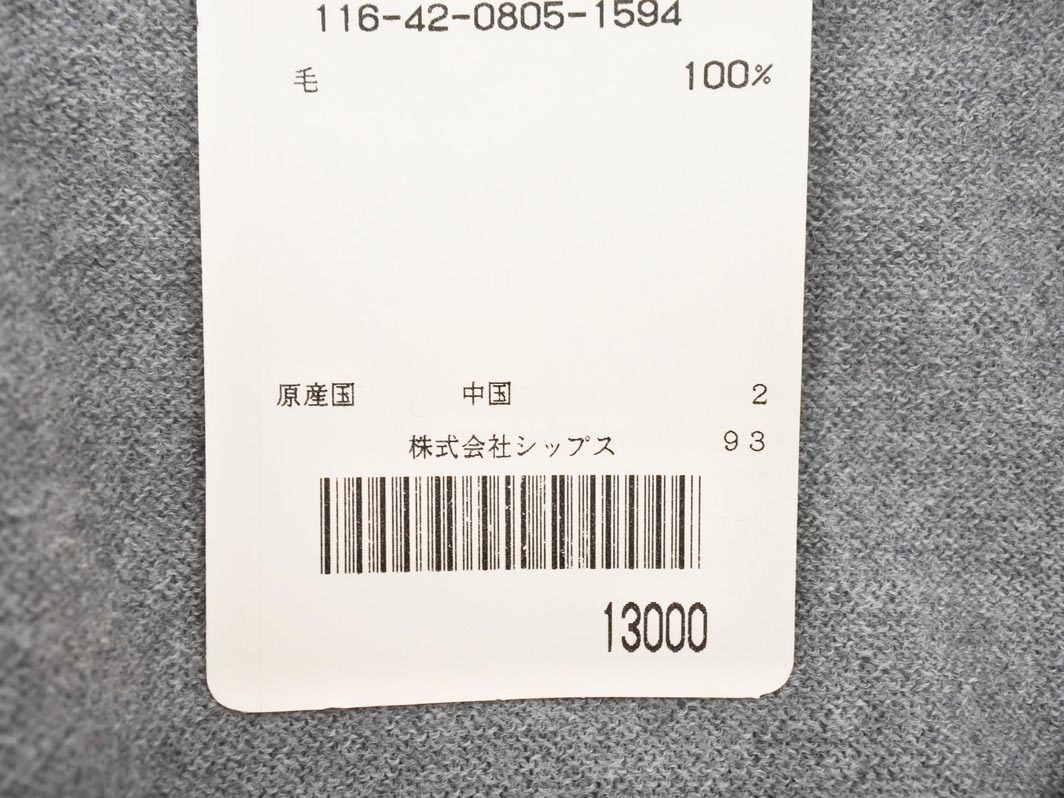 116-42-0805-1594
毛 100%
原産国 中国 2
株式会社シップス 93
13000